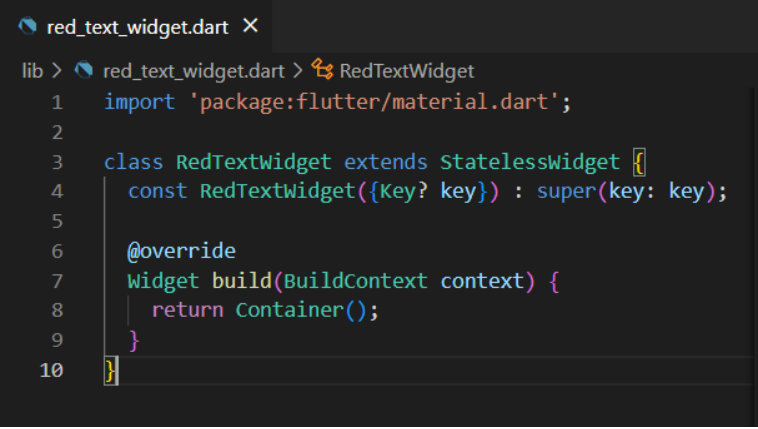 red_text_widget.dart ×
lib > red_text_widget.dart > RedTextWidget
1 import 'package:flutter/material.dart';
2
3 class RedTextWidget extends StatelessWidget {
4   const RedTextWidget({Key? key}) : super(key: key);
5
6   @override
7   Widget build(BuildContext context) {
8     return Container();
9   }
10 }